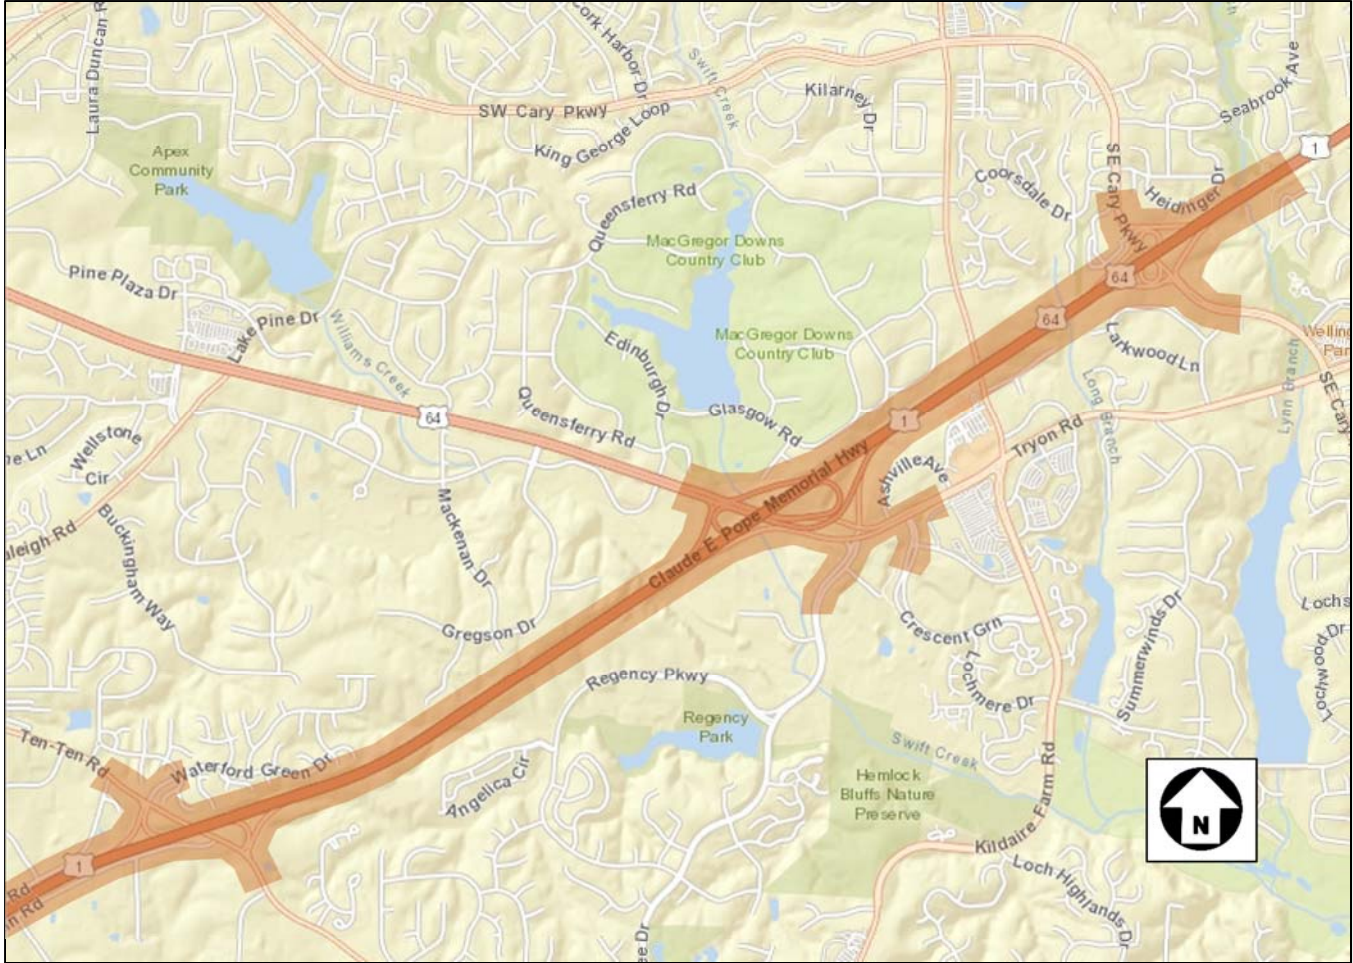 Laura Duncan R
Cork Harbor Dr
Swift Creek
Kilarney Dr
Seabrook Ave
SW Cary Pkwy
King George Loop
Apex
Community
Park
1
SE Cary Pkwy
Coorsdale Dr
Heidinger Dr
Queensferry Rd
MacGregor Downs
Country Club
Pine Plaza Dr
64
Lake Pine Dr
Williams Creek
64
MacGregor Downs
Country Club
Edinburgh Dr
Larkwood Ln
Wellin
Par
Long Branch
Lynn Branch
SE Cary
64
Queensferry Rd
Glasgow Rd
1
Tryon Rd
Wellstone
Cir
ne Ln
Ashville Ave
Claude E Pope Memorial Hwy
Mackenan Dr
Buckingham Way
aleigh Rd
Gregson Dr
Crescent Grn
Summerwinds Dr
Lochs
Lochwood Dr
Regency Pkwy
Lochmere Dr
Regency
Park
Ten-Ten Rd
Waterford Green Dr
Angelica Cir
Swift Creek
Hemlock
Bluffs Nature
Preserve
Kildaire Farm Rd
N
1
Loch Highlands Dr
Rd
n Rd
ee Dr